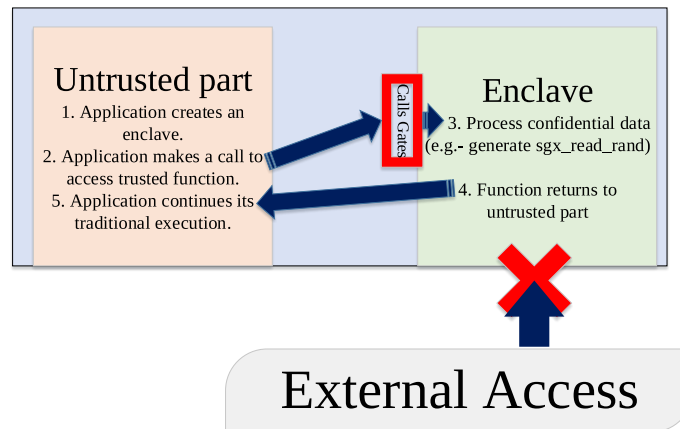 Untrusted part
1. Application creates an
enclave.
2. Application makes a call to
access trusted function.
5. Application continues its
traditional execution.
Calls Gates
Enclave
3. Process confidential data
(e.g.- generate sgx_read_rand)
4. Function returns to
untrusted part
External Access